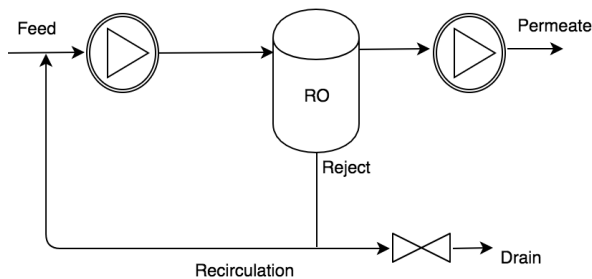 Feed
Permeate
RO
Reject
Recirculation
Drain